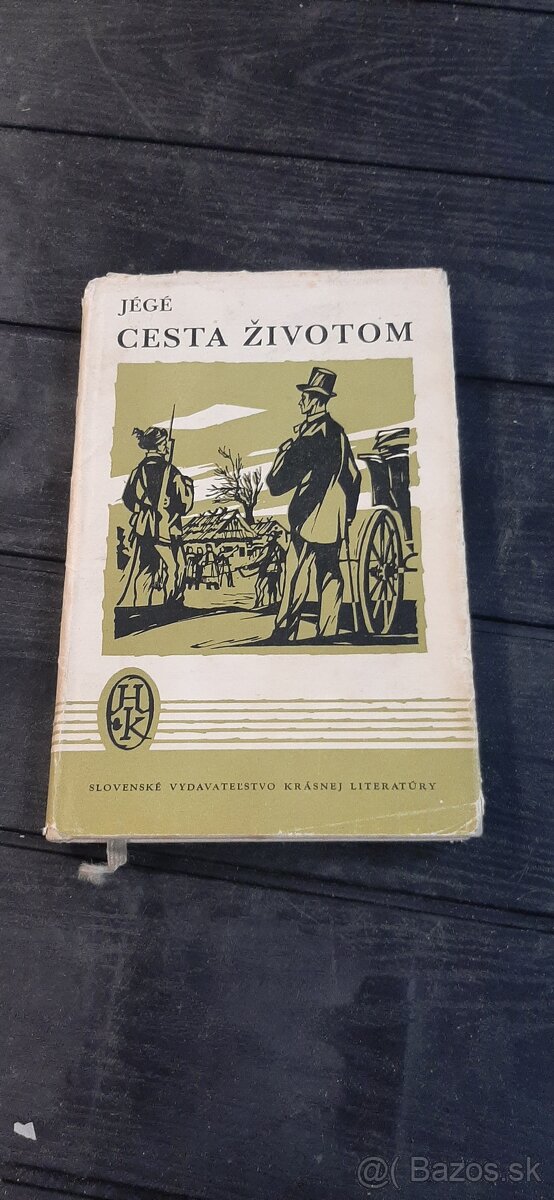 JÉGÉ
CESTA ŽIVOTOM
HK
SLOVENSKÉ VYDAVATEĽSTVO KRÁSNEJ LITERATÚRY
@( Bazos.sk